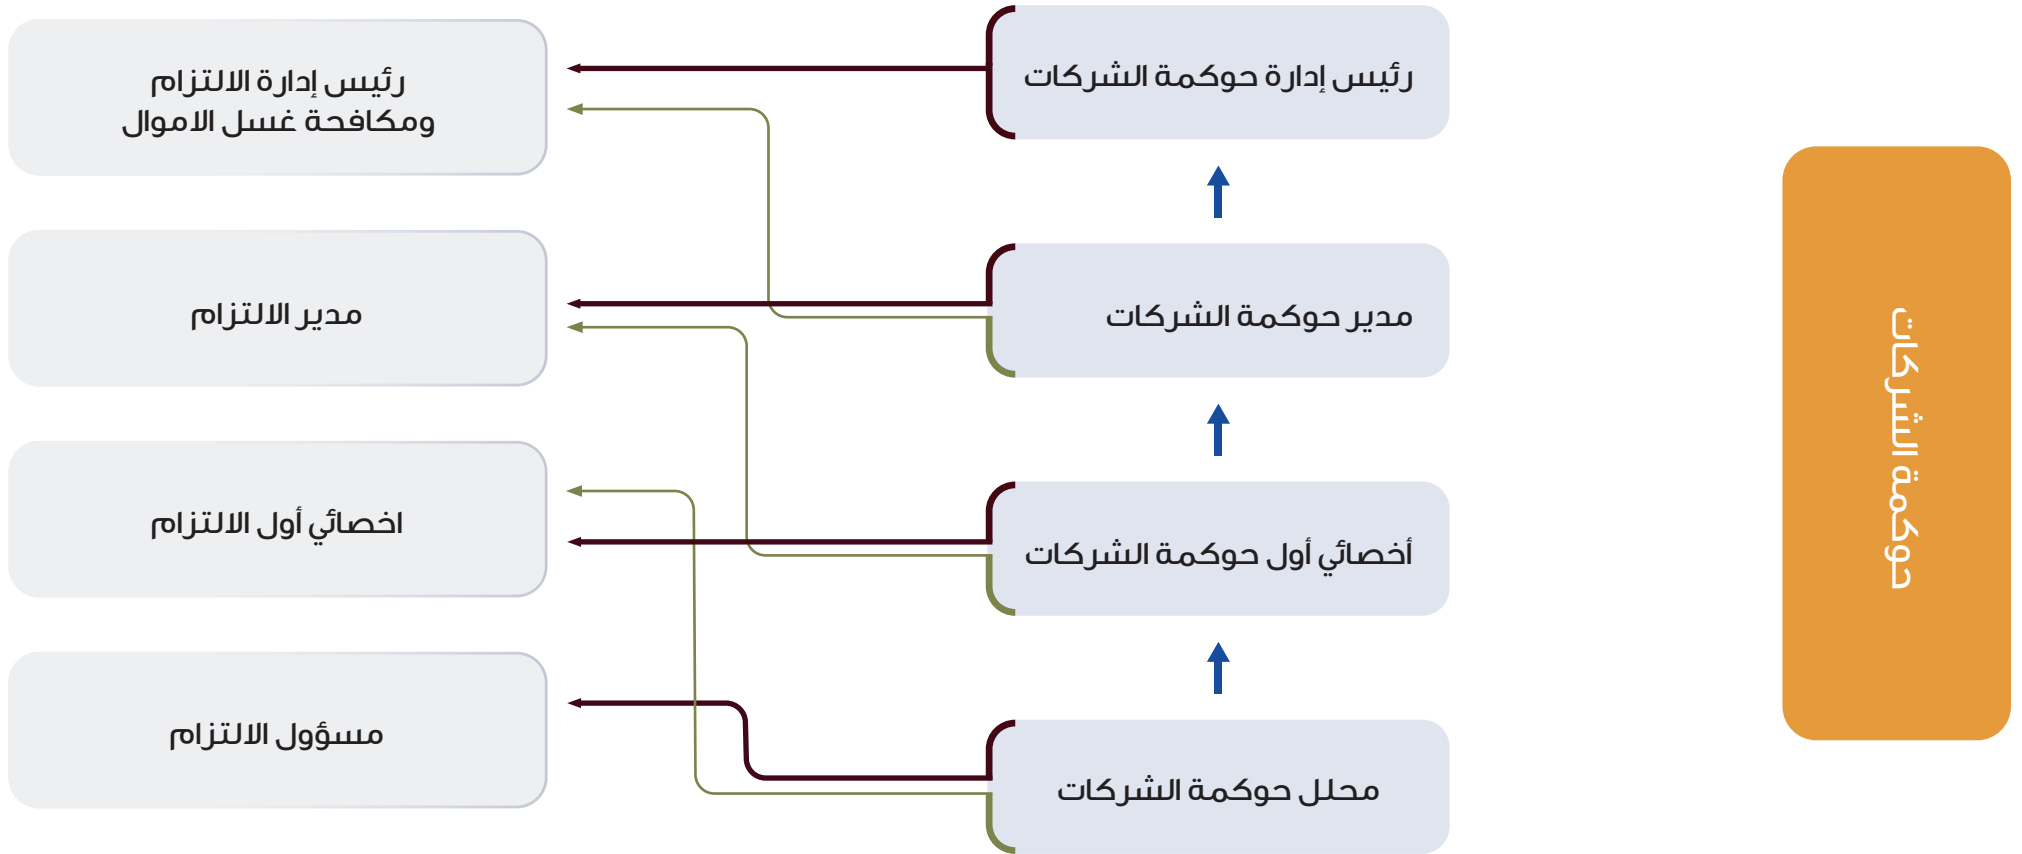 حوكمة الشركات
رئيس إدارة حوكمة الشركات
مدير حوكمة الشركات
أخصائي أول حوكمة الشركات
محلل حوكمة الشركات
رئيس إدارة الالتزام
ومكافحة غسل الاموال
مدير الالتزام
اخصائي أول الالتزام
مسؤول الالتزام